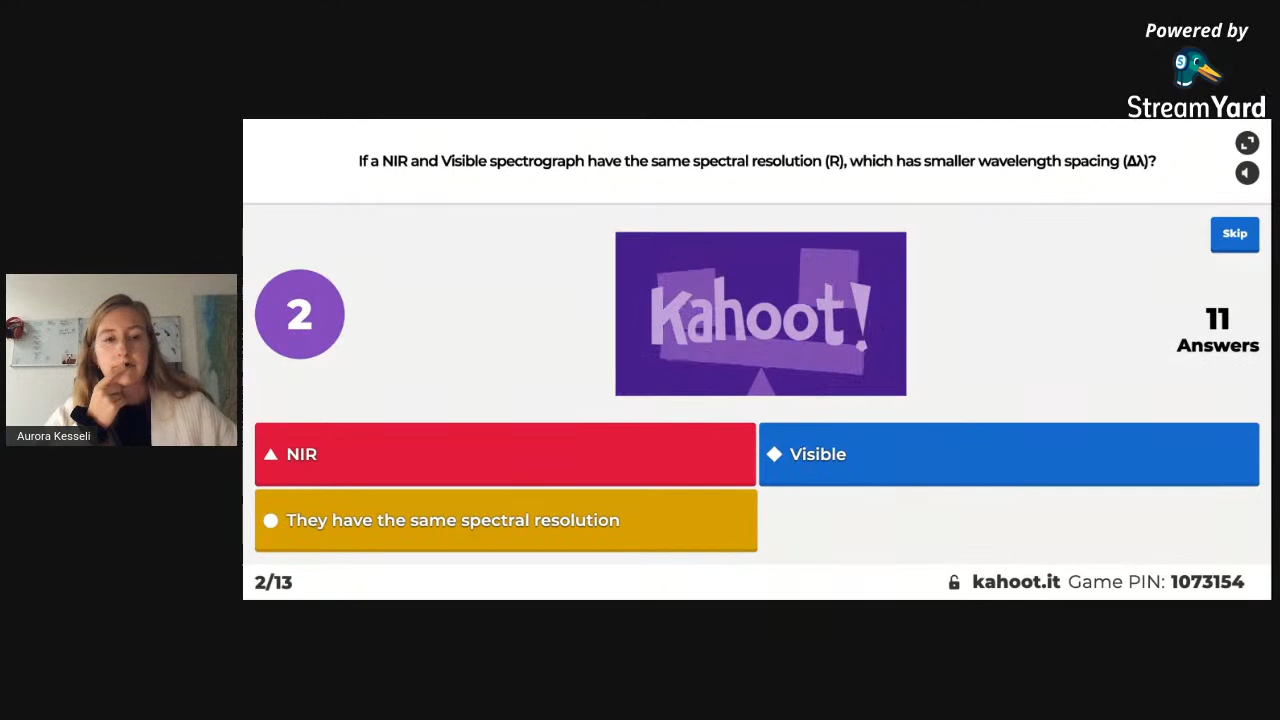 Powered by
StreamYard
If a NIR and Visible spectrograph have the same spectral resolution (R), which has smaller wavelength spacing (Δλ)?
Skip
2
Kahoot!
11
Answers
Aurora Kesseli
NIR
Visible
They have the same spectral resolution
2/13
kahoot.it Game PIN: 1073154